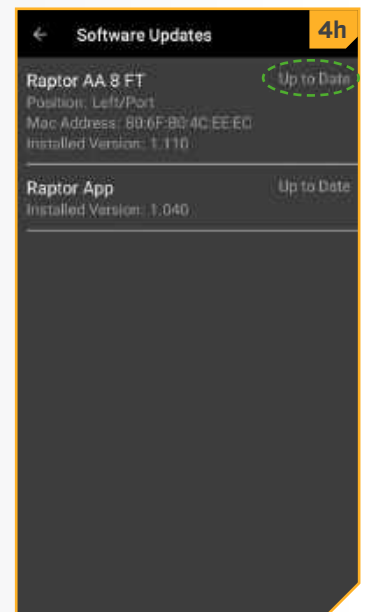 ← Software Updates
4h
Raptor AA 8 FT Up to Date
Position: Left/Port
Mac Address: 80:6F:B0:4C:EE:EC
Installed Version: 1.110
Raptor App Up to Date
Installed Version: 1.040